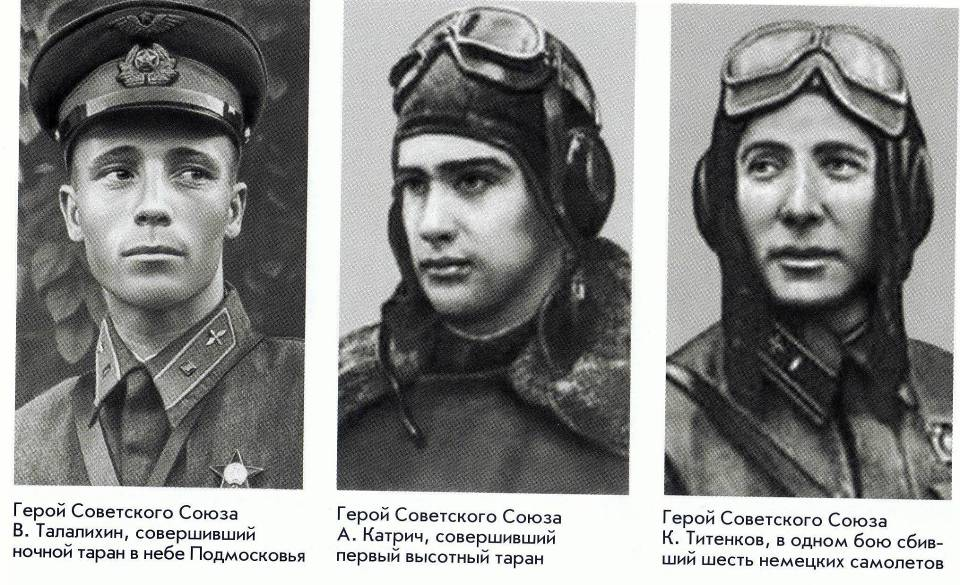 Герой Советского Союза
В. Талалихин, совершивший
ночной таран в небе Подмосковья
Герой Советского Союза
А. Катрич, совершивший
первый высотный таран
Герой Советского Союза
К. Титенков, в одном бою сбив-
ший шесть немецких самолетов